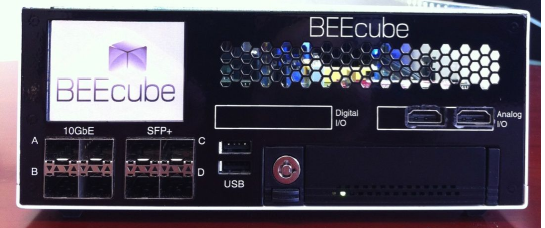 BEEcube
BEEcube
Digital
I/O
Analog
I/O
10GbE
SFP+
A
C
B
D
USB